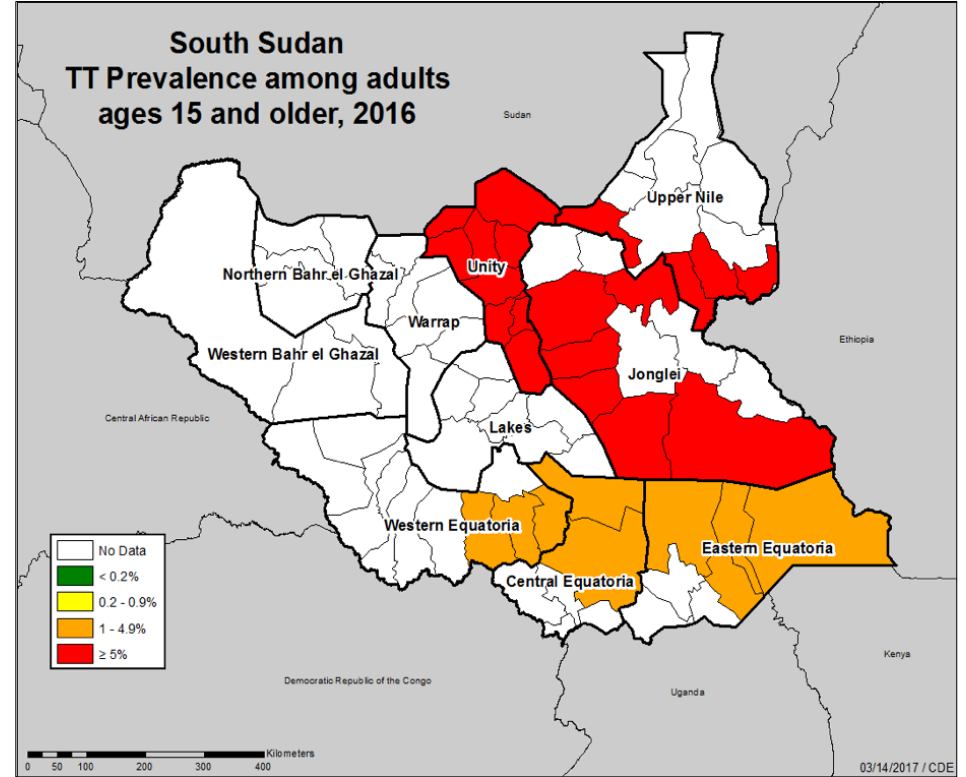 South Sudan
TT Prevalence among adults
ages 15 and older, 2016
Sudan
Upper Nile
Northern Bahr el Ghazal
Unity
Warrap
Western Bahr el Ghazal
Ethiopia
Jonglei
Central African Republic
Lakes
Western Equatoria
Eastern Equatoria
Central Equatoria
No Data
< 0.2%
0.2 - 0.9%
1 - 4.9%
≥ 5%
Kenya
Democratic Republic of the Congo
Uganda
Kilometers
0 50 100 200 300 400
03/14/2017 / CDE